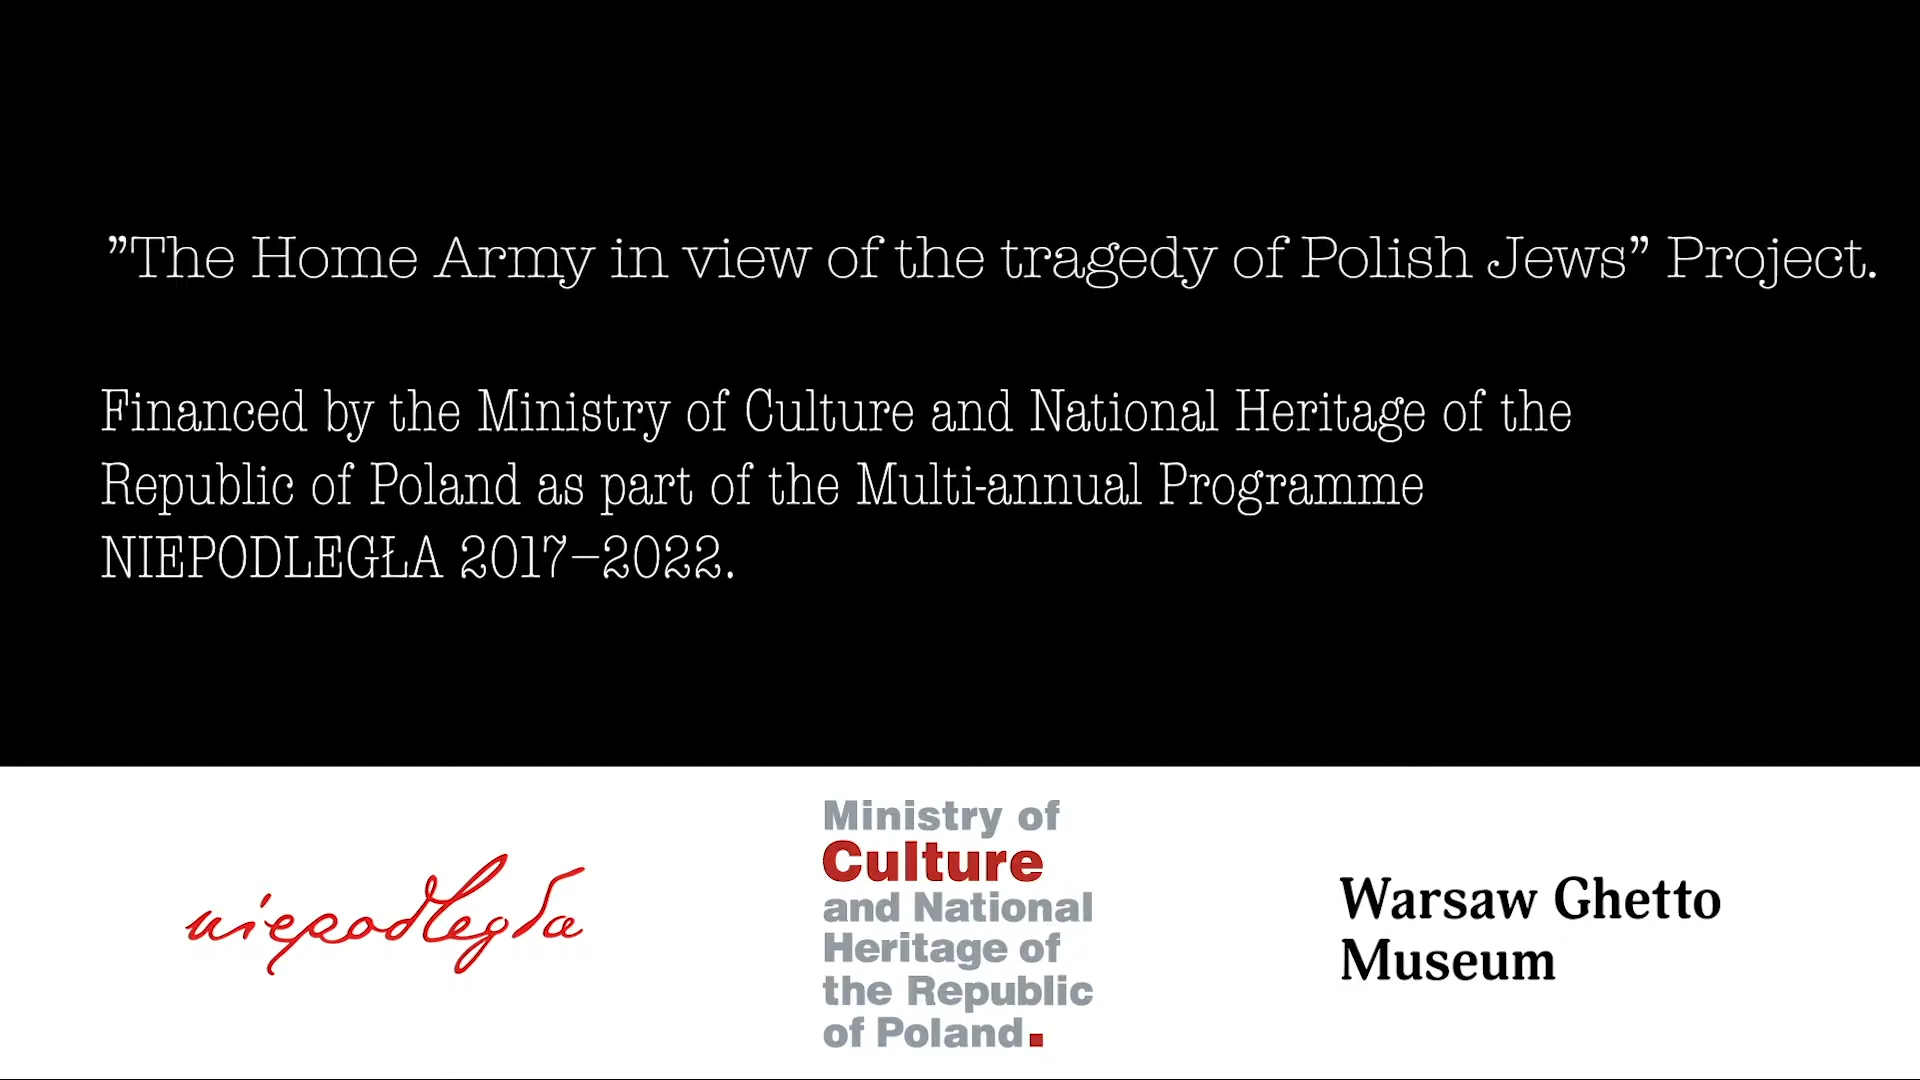 ”The Home Army in view of the tragedy of Polish Jews” Project.
Financed by the Ministry of Culture and National Heritage of the
Republic of Poland as part of the Multi-annual Programme
NIEPODLEGŁA 2017–2022.
niepodległa
Ministry of
Culture
and National
Heritage of
the Republic
of Poland.
Warsaw Ghetto
Museum